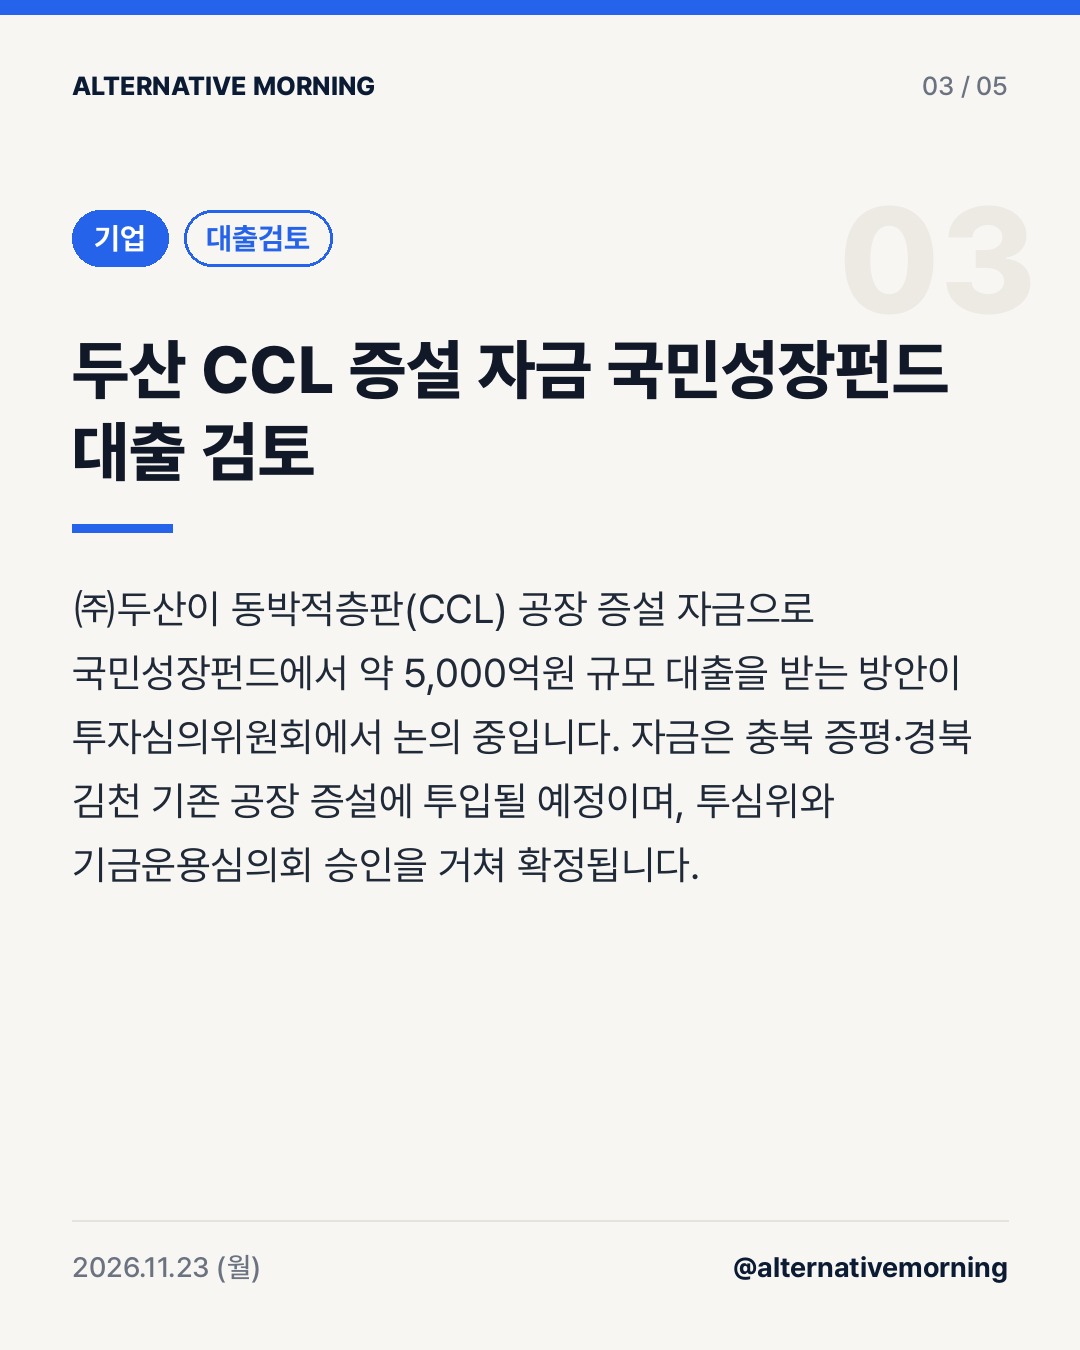 ALTERNATIVE MORNING
03 / 05
기업
대출검토
03
두산 CCL 증설 자금 국민성장펀드
대출 검토
㈜두산이 동박적층판(CCL) 공장 증설 자금으로
국민성장펀드에서 약 5,000억원 규모 대출을 받는 방안이
투자심의위원회에서 논의 중입니다. 자금은 충북 증평·경북
김천 기존 공장 증설에 투입될 예정이며, 투심위와
기금운용심의회 승인을 거쳐 확정됩니다.
2026.11.23 (월)
@alternativemorning